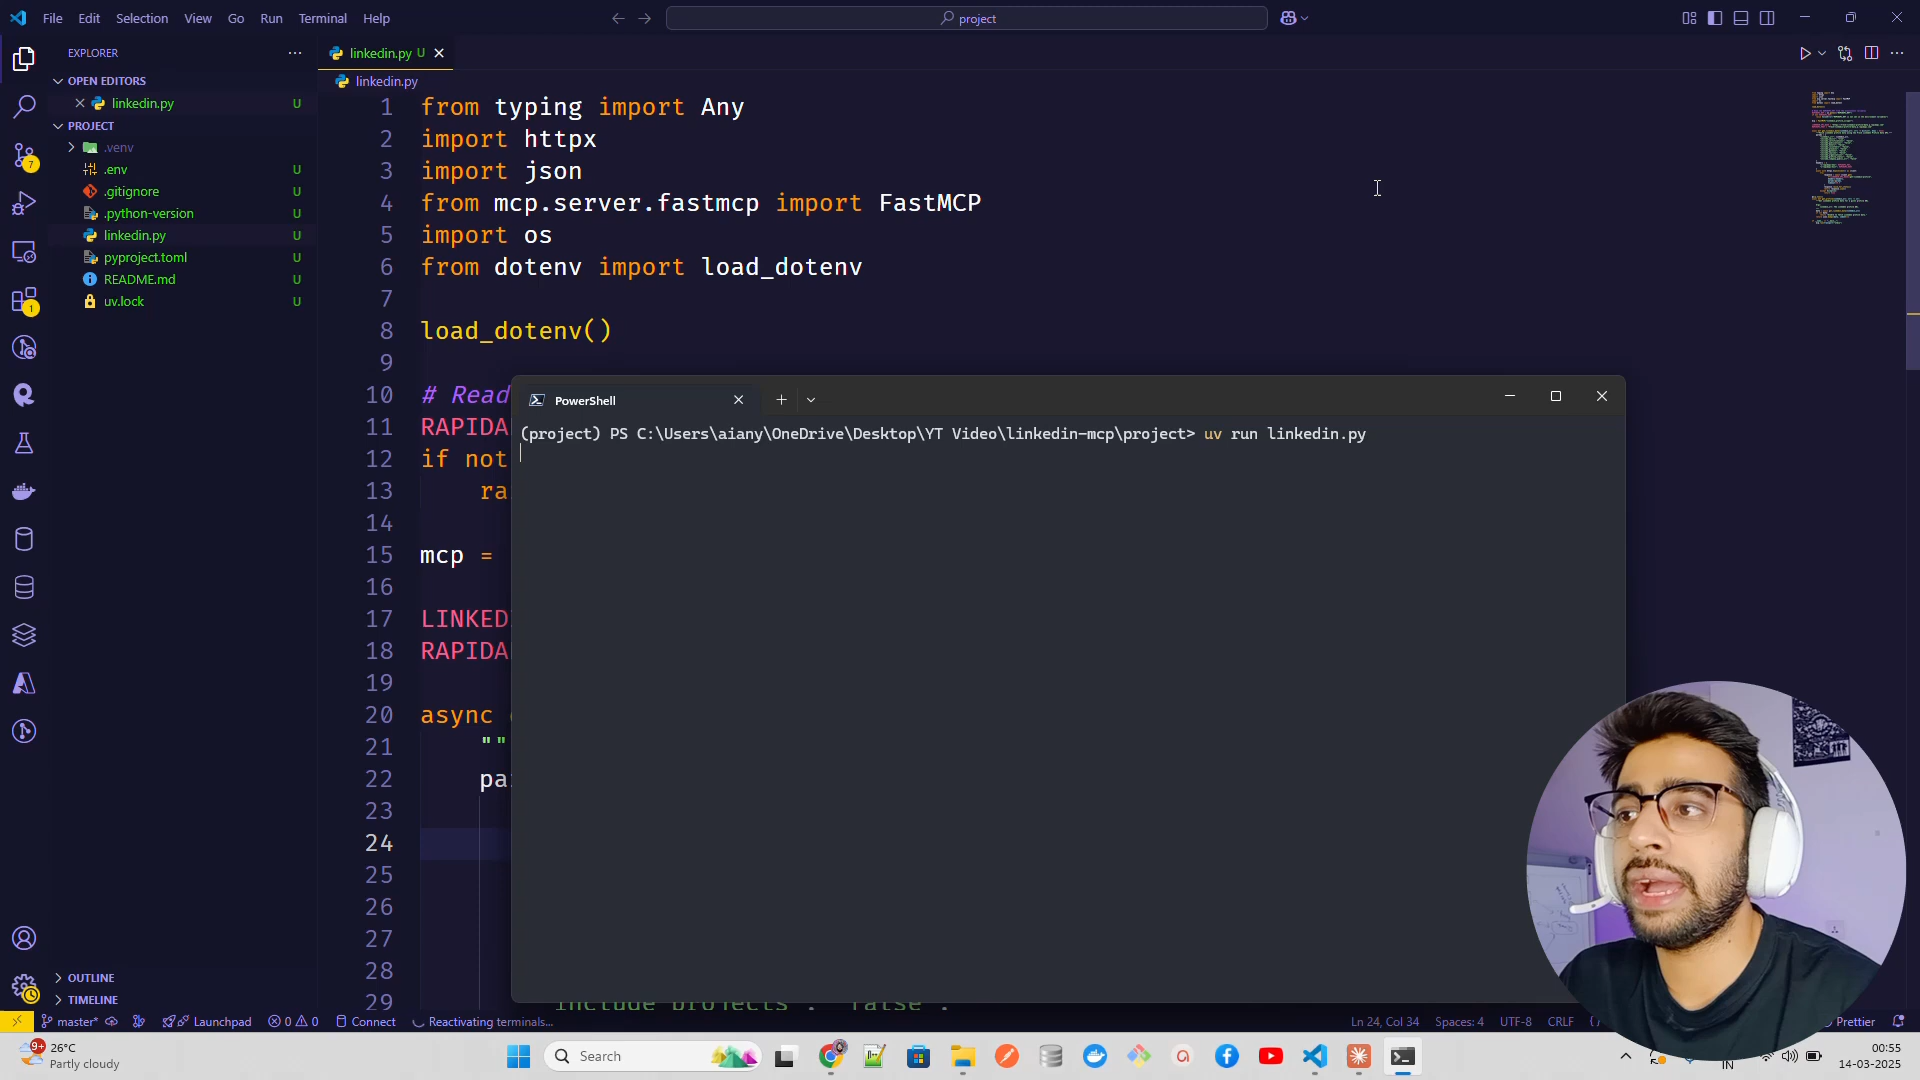 File Edit Selection View Go Run Terminal Help
project
EXPLORER
OPEN EDITORS
linkedin.py U
PROJECT
.venv
.env U
.gitignore U
.python-version U
linkedin.py U
pyproject.toml U
README.md U
uv.lock U
OUTLINE
TIMELINE
7
1
linkedin.py U
linkedin.py
1 from typing import Any
2 import httpx
3 import json
4 from mcp.server.fastmcp import FastMCP
5 import os
6 from dotenv import load_dotenv
7
8 load_dotenv()
9
10 # Read
11 RAPIDA
12 if not
13 ra
14
15 mcp =
16
17 LINKED
18 RAPIDA
19
20 async
21 ""
22 pa
23
24
25
26
27
28
29 "include_projects": "false",
PowerShell
(project) PS C:\Users\aiany\OneDrive\Desktop\YT Video\linkedin-mcp\project> uv run linkedin.py
master* Launchpad 0 0 Connect Reactivating terminals...
Ln 24, Col 34 Spaces: 4 UTF-8 CRLF Prettier
9+
26°C
Partly cloudy
Search
IN
00:55
14-03-2025